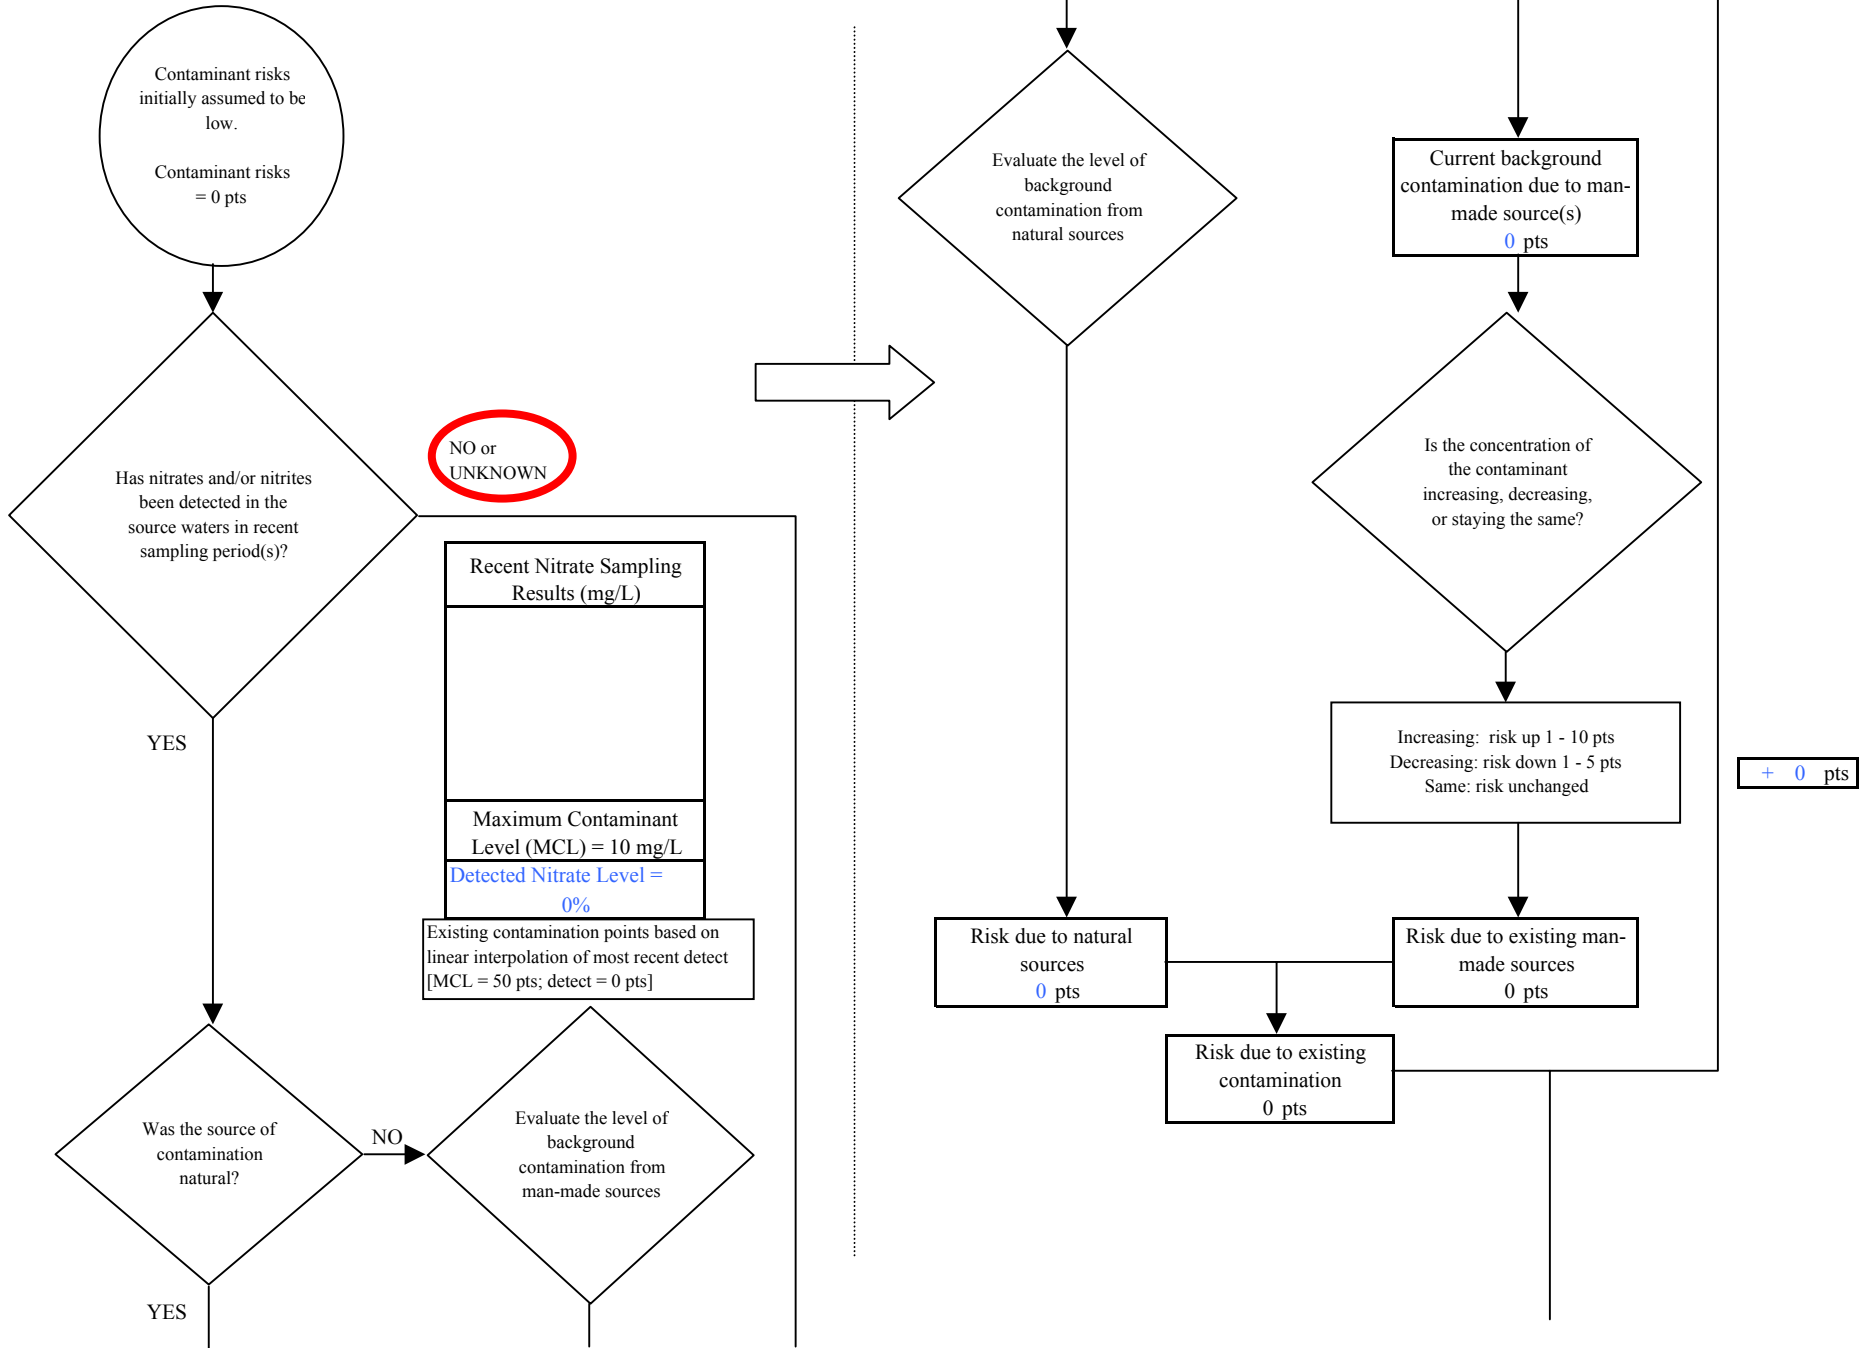 Contaminant risks
initially assumed to be
low.
Contaminant risks
= 0 pts
Has nitrates and/or nitrites
been detected in the
source waters in recent
sampling period(s)?
NO or
UNKNOWN
YES
Recent Nitrate Sampling
Results (mg/L)
Maximum Contaminant
Level (MCL) = 10 mg/L
Detected Nitrate Level =
0%
Existing contamination points based on
linear interpolation of most recent detect
[MCL = 50 pts; detect = 0 pts]
Was the source of
contamination
natural?
NO
YES
Evaluate the level of
background
contamination from
man-made sources
Evaluate the level of
background
contamination from
natural sources
Current background
contamination due to man-
made source(s)
0 pts
Is the concentration of
the contaminant
increasing, decreasing,
or staying the same?
Increasing: risk up 1 - 10 pts
Decreasing: risk down 1 - 5 pts
Same: risk unchanged
+ 0 pts
Risk due to natural
sources
0 pts
Risk due to existing man-
made sources
0 pts
Risk due to existing
contamination
0 pts